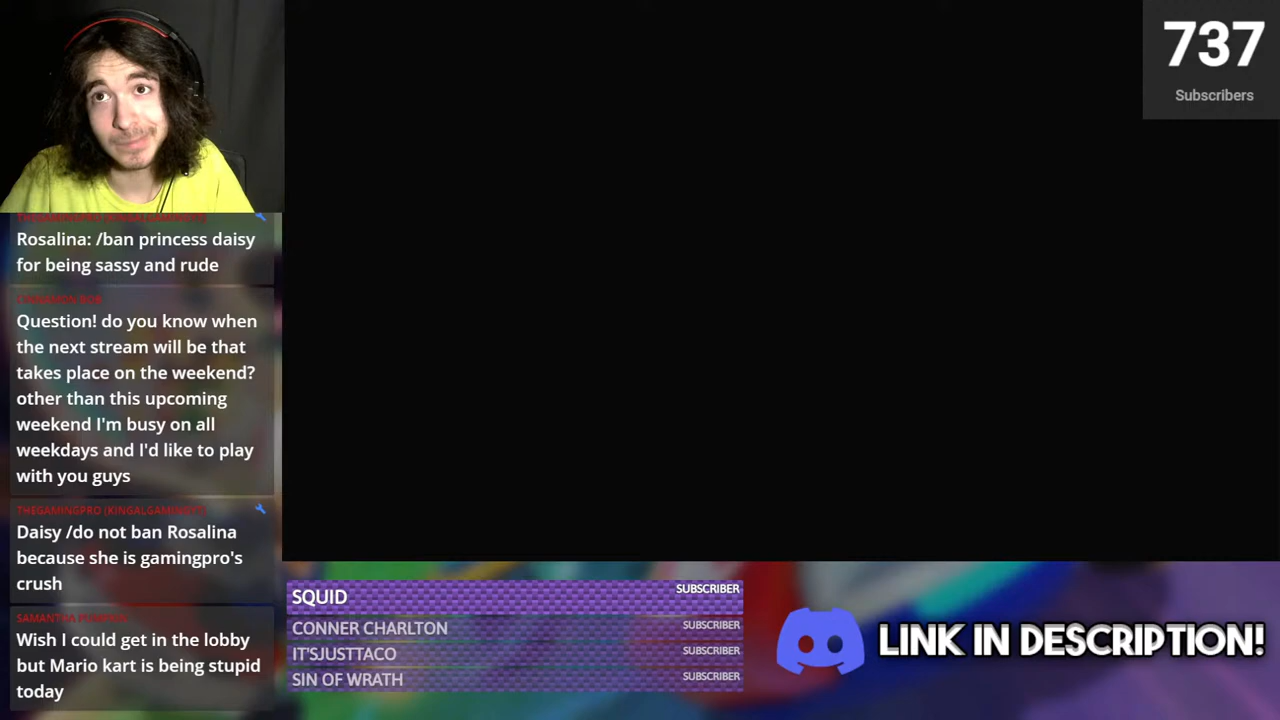 737
Subscribers
Rosalina: /ban princess daisy
for being sassy and rude
Question! do you know when
the next stream will be that
takes place on the weekend?
other than this upcoming
weekend I'm busy on all
weekdays and I'd like to play
with you guys
Daisy /do not ban Rosalina
because she is gamingpro's
crush
SAMANTHA
Wish I could get in the lobby
but Mario kart is being stupid
today
SQUID SUBSCRIBER
CONNER CHARLTON SUBSCRIBER
IT'SJUSTTACO SUBSCRIBER
SIN OF WRATH SUBSCRIBER
LINK IN DESCRIPTION!